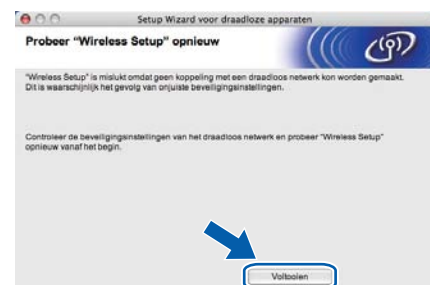 Setup Wizard voor draadloze apparaten
Probeer “Wireless Setup” opnieuw
“Wireless Setup” is mislukt omdat geen koppeling met een draadloos netwerk kon worden gemaakt.
Dit is waarschijnlijk het gevolg van onjuiste beveiligingsinstellingen.
Controleer de beveiligingsinstellingen van het draadloos netwerk en probeer “Wireless Setup”
opnieuw vanaf het begin.
Voltooien